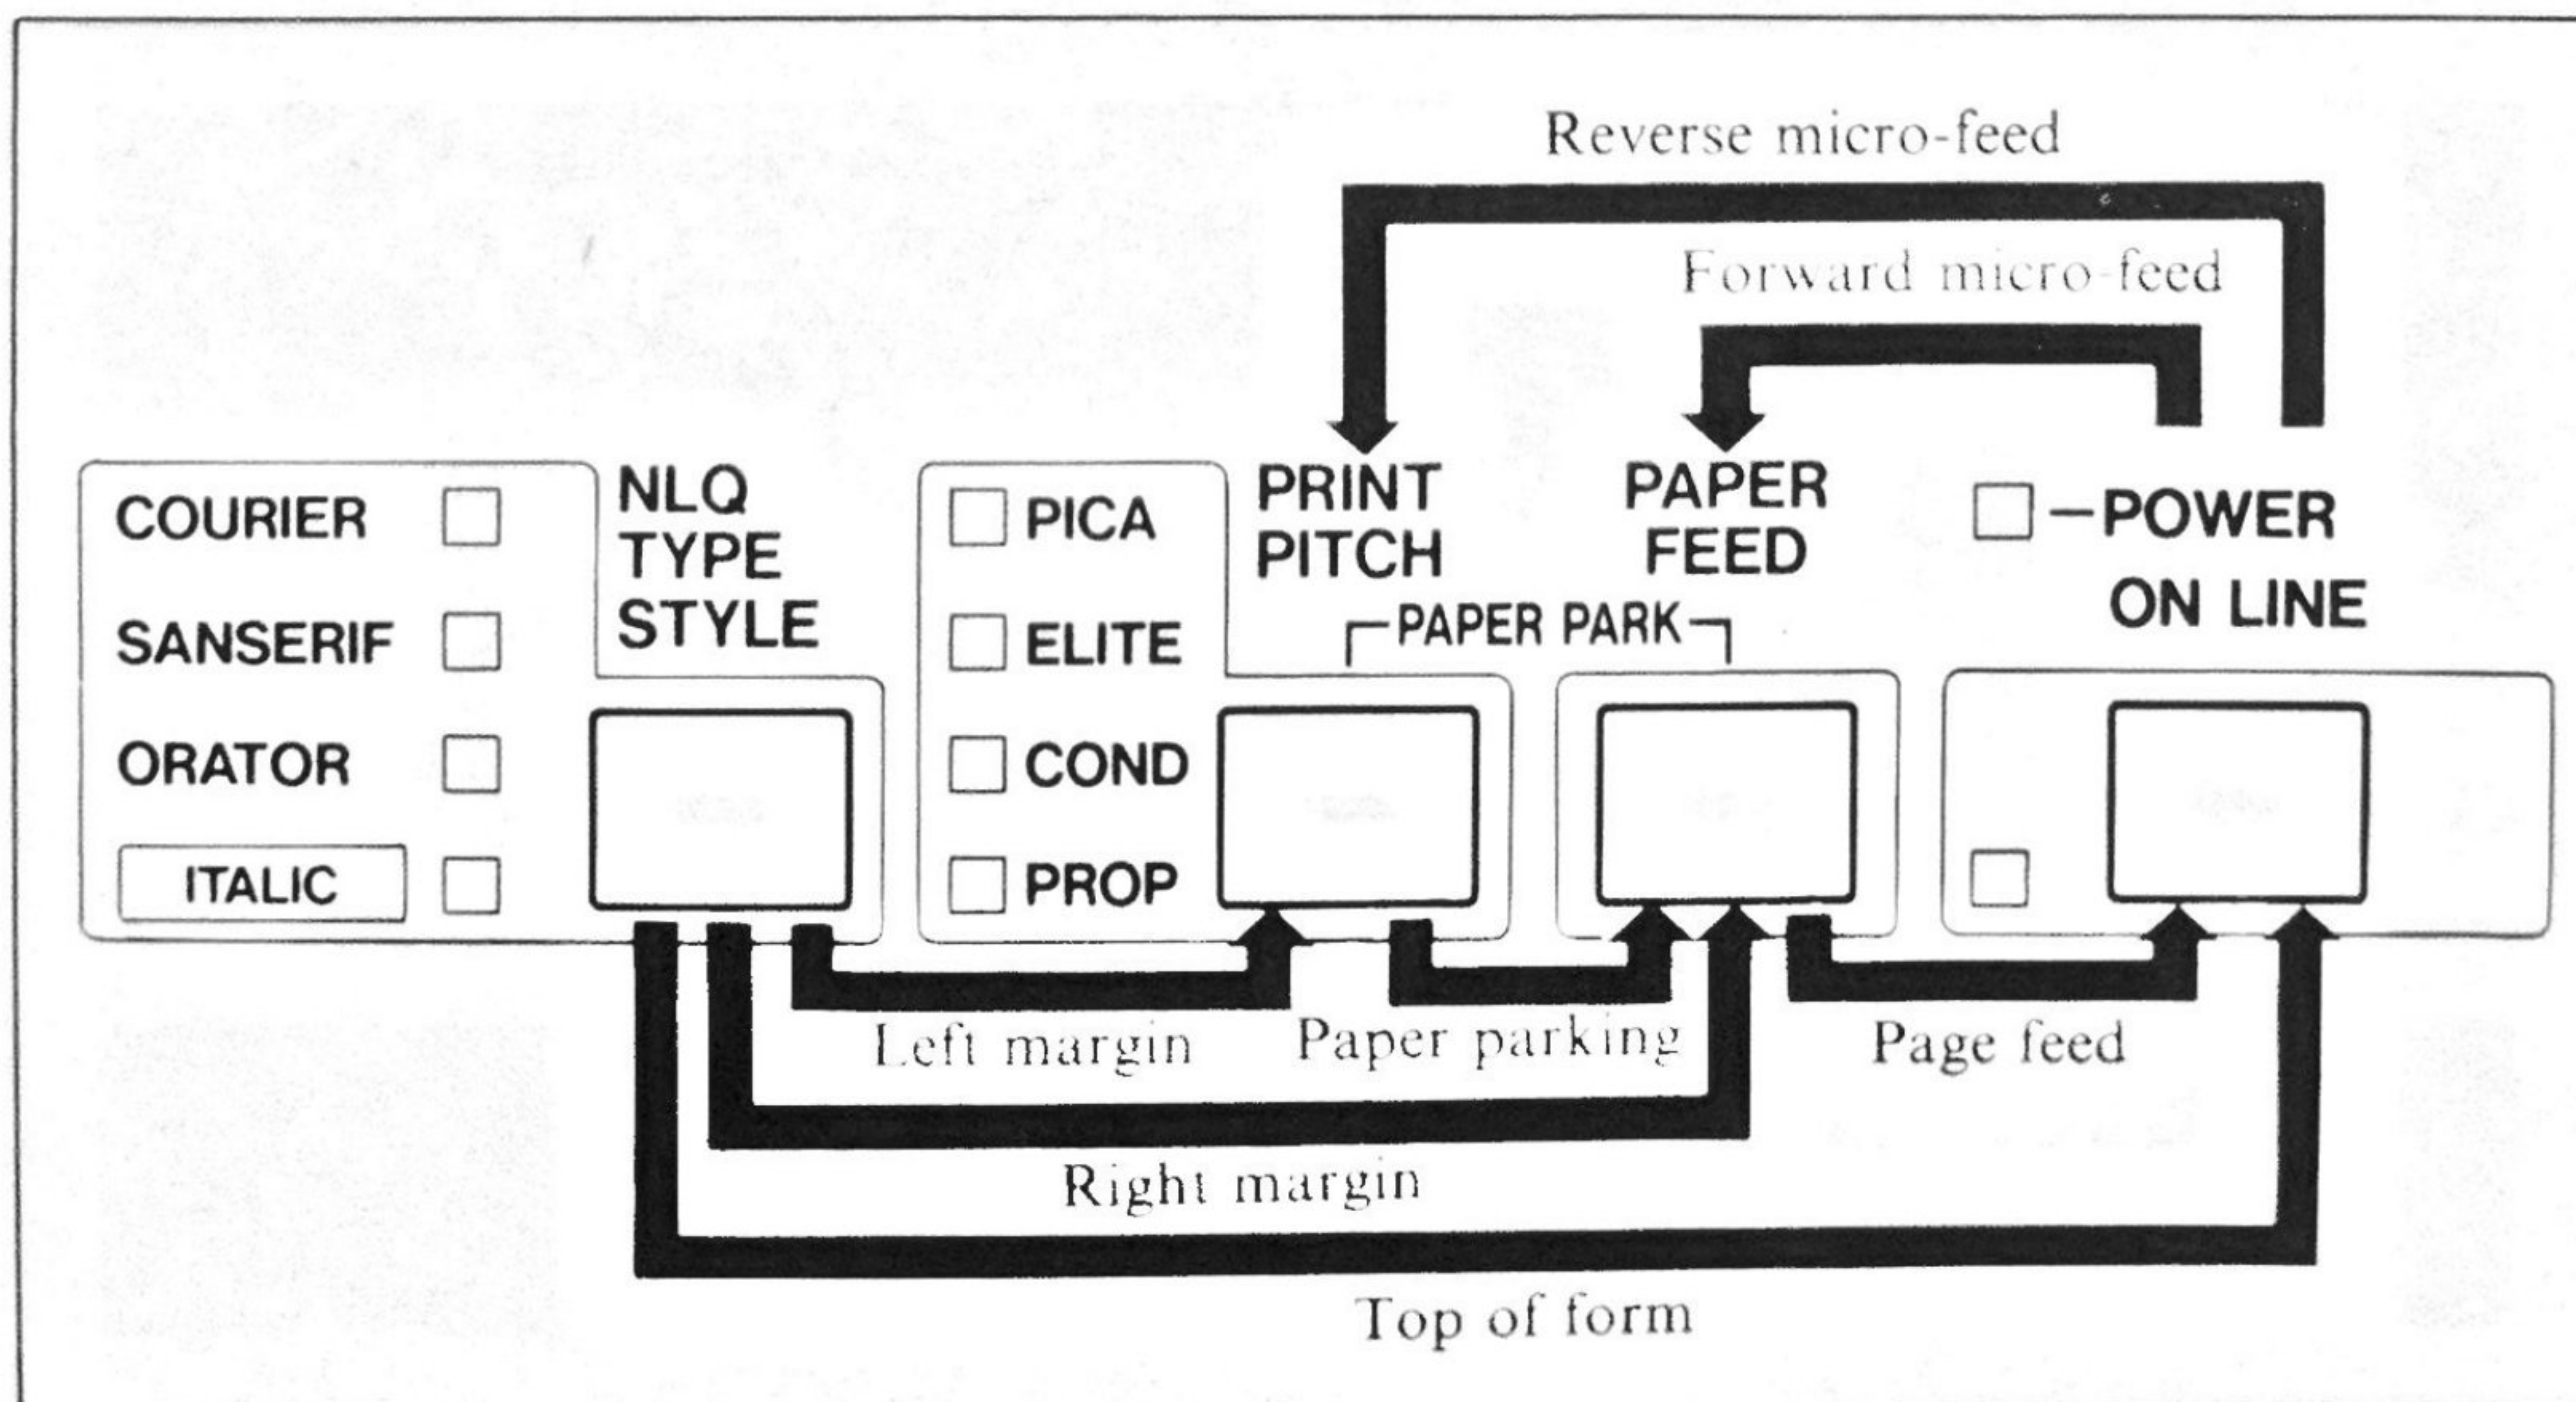 Reverse micro-feed
Forward micro-feed
COURIER
SANSERIF
ORATOR
ITALIC
NLQ
TYPE
STYLE
PICA
ELITE
COND
PROP
PRINT
PITCH
PAPER
FEED
PAPER PARK
-POWER
ON LINE
Left margin
Paper parking
Page feed
Right margin
Top of form